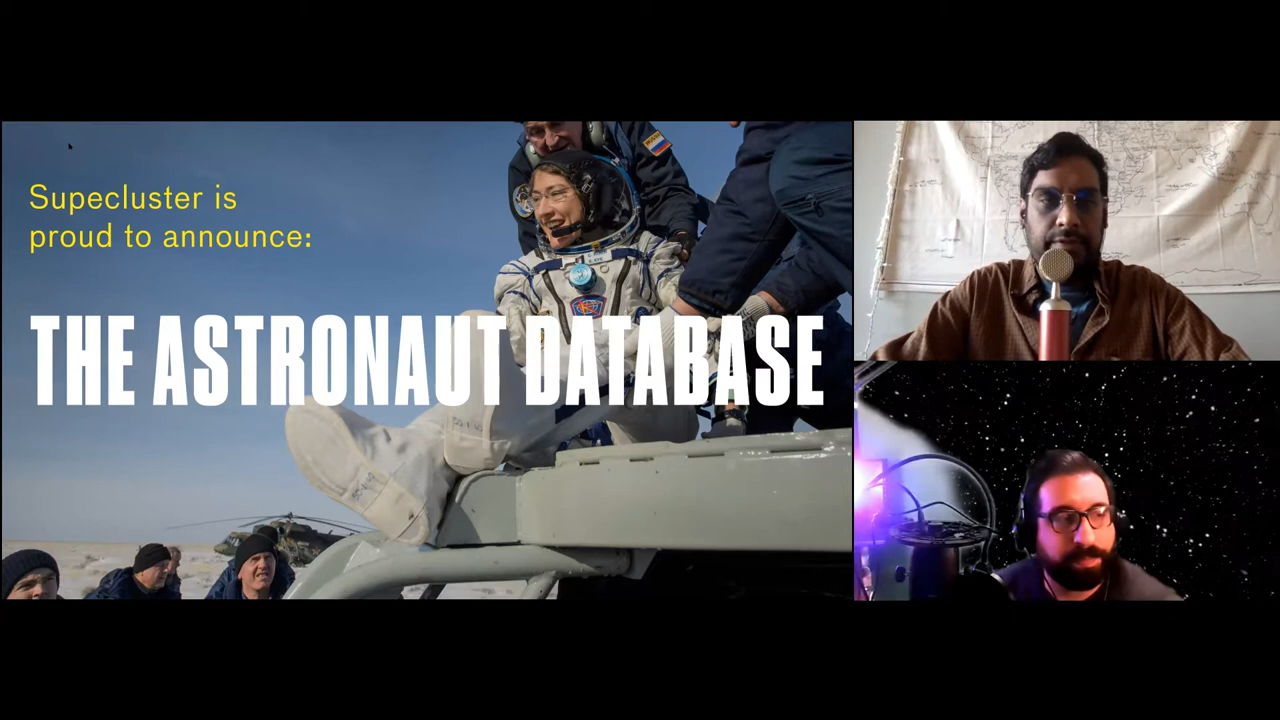 Supecluster is
proud to announce:
THE ASTRONAUT DATABASE